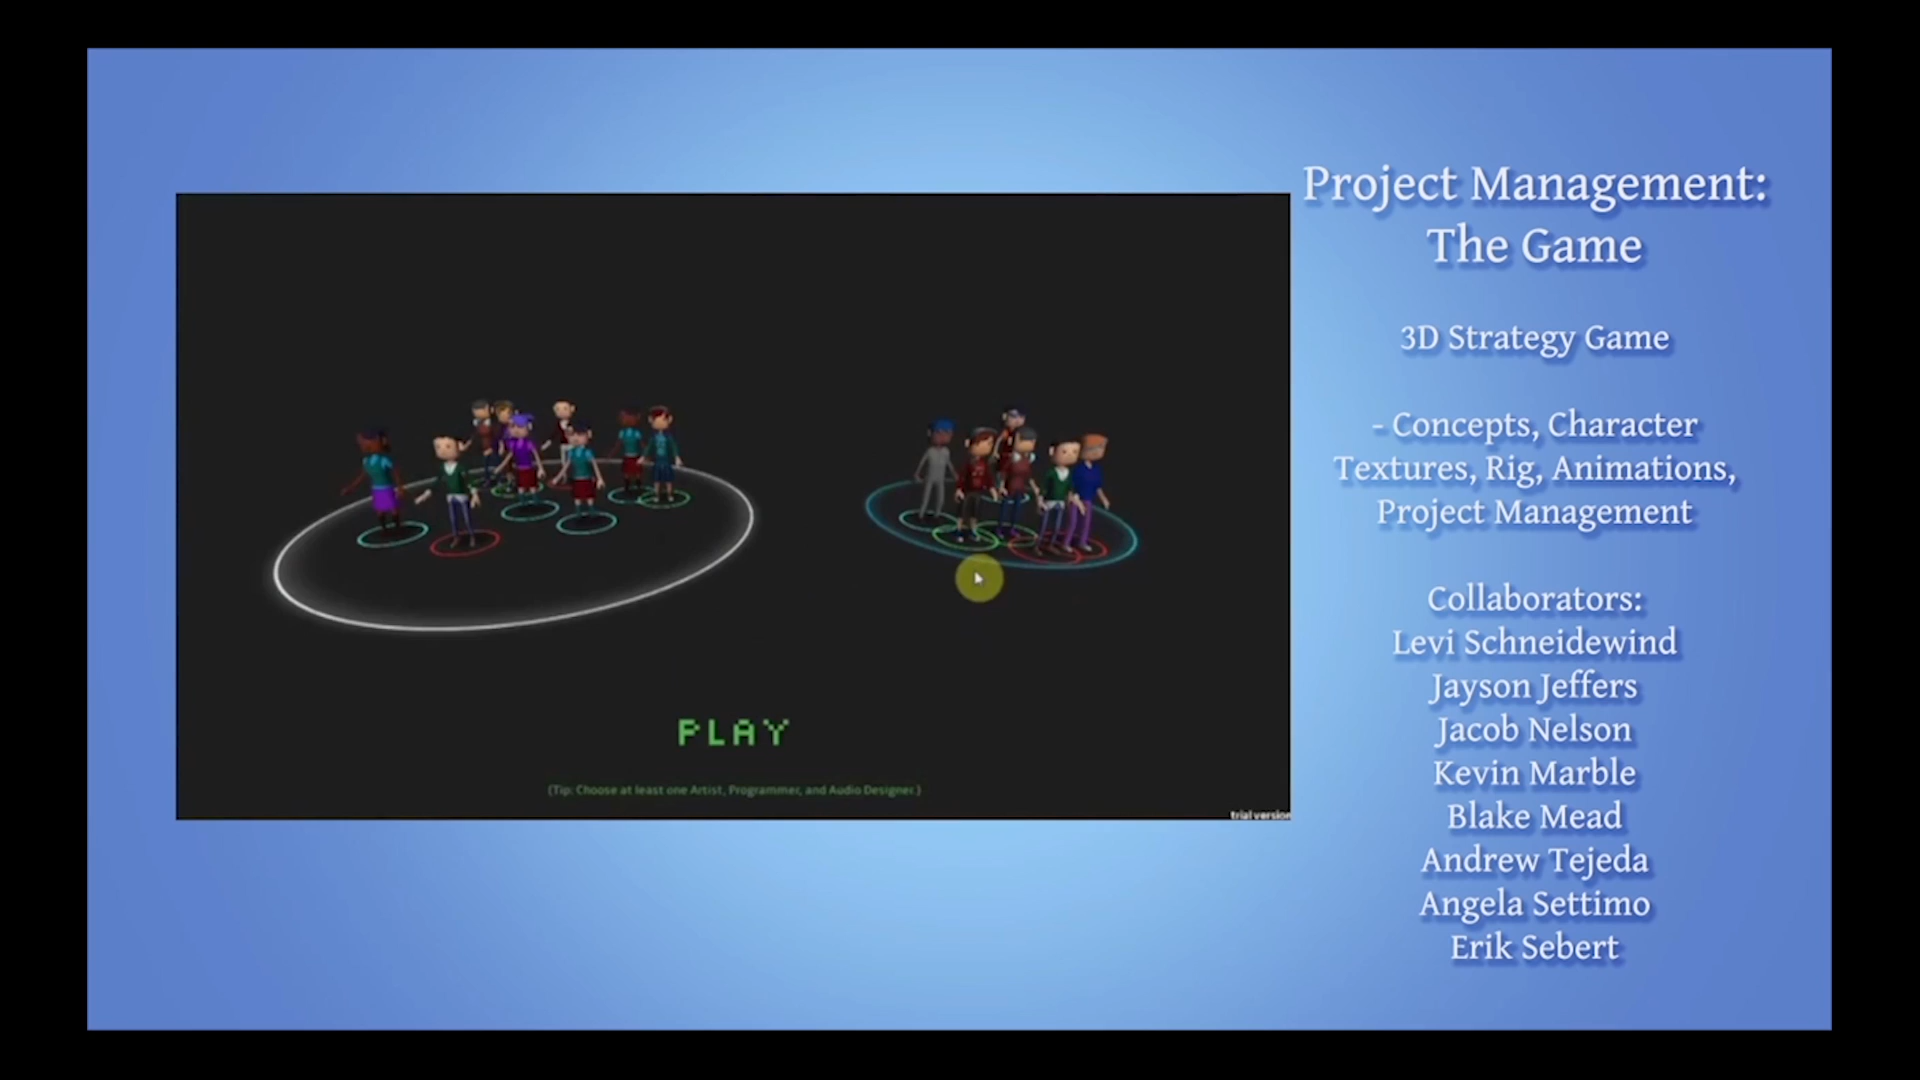 Project Management:
The Game
3D Strategy Game
- Concepts, Character
Textures, Rig, Animations,
Project Management
Collaborators:
Levi Schneidewind
Jayson Jeffers
Jacob Nelson
Kevin Marble
Blake Mead
Andrew Tejeda
Angela Settimo
Erik Sebert
PLAY
(Tip: Choose at least one Artist, Programmer, and Audio Designer.)
trial version